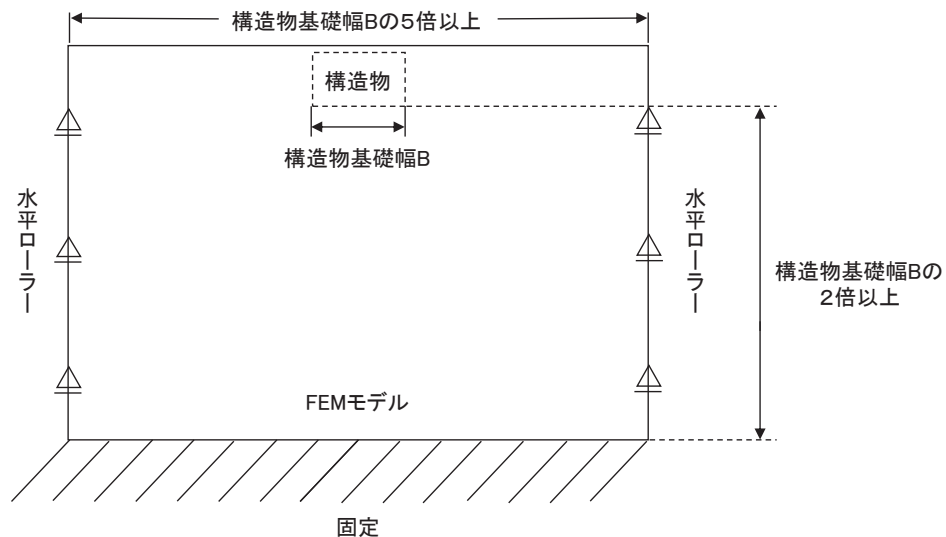 構造物基礎幅Bの5倍以上
構造物
構造物基礎幅B
水平ローラー
水平ローラー
構造物基礎幅Bの
2倍以上
FEMモデル
固定